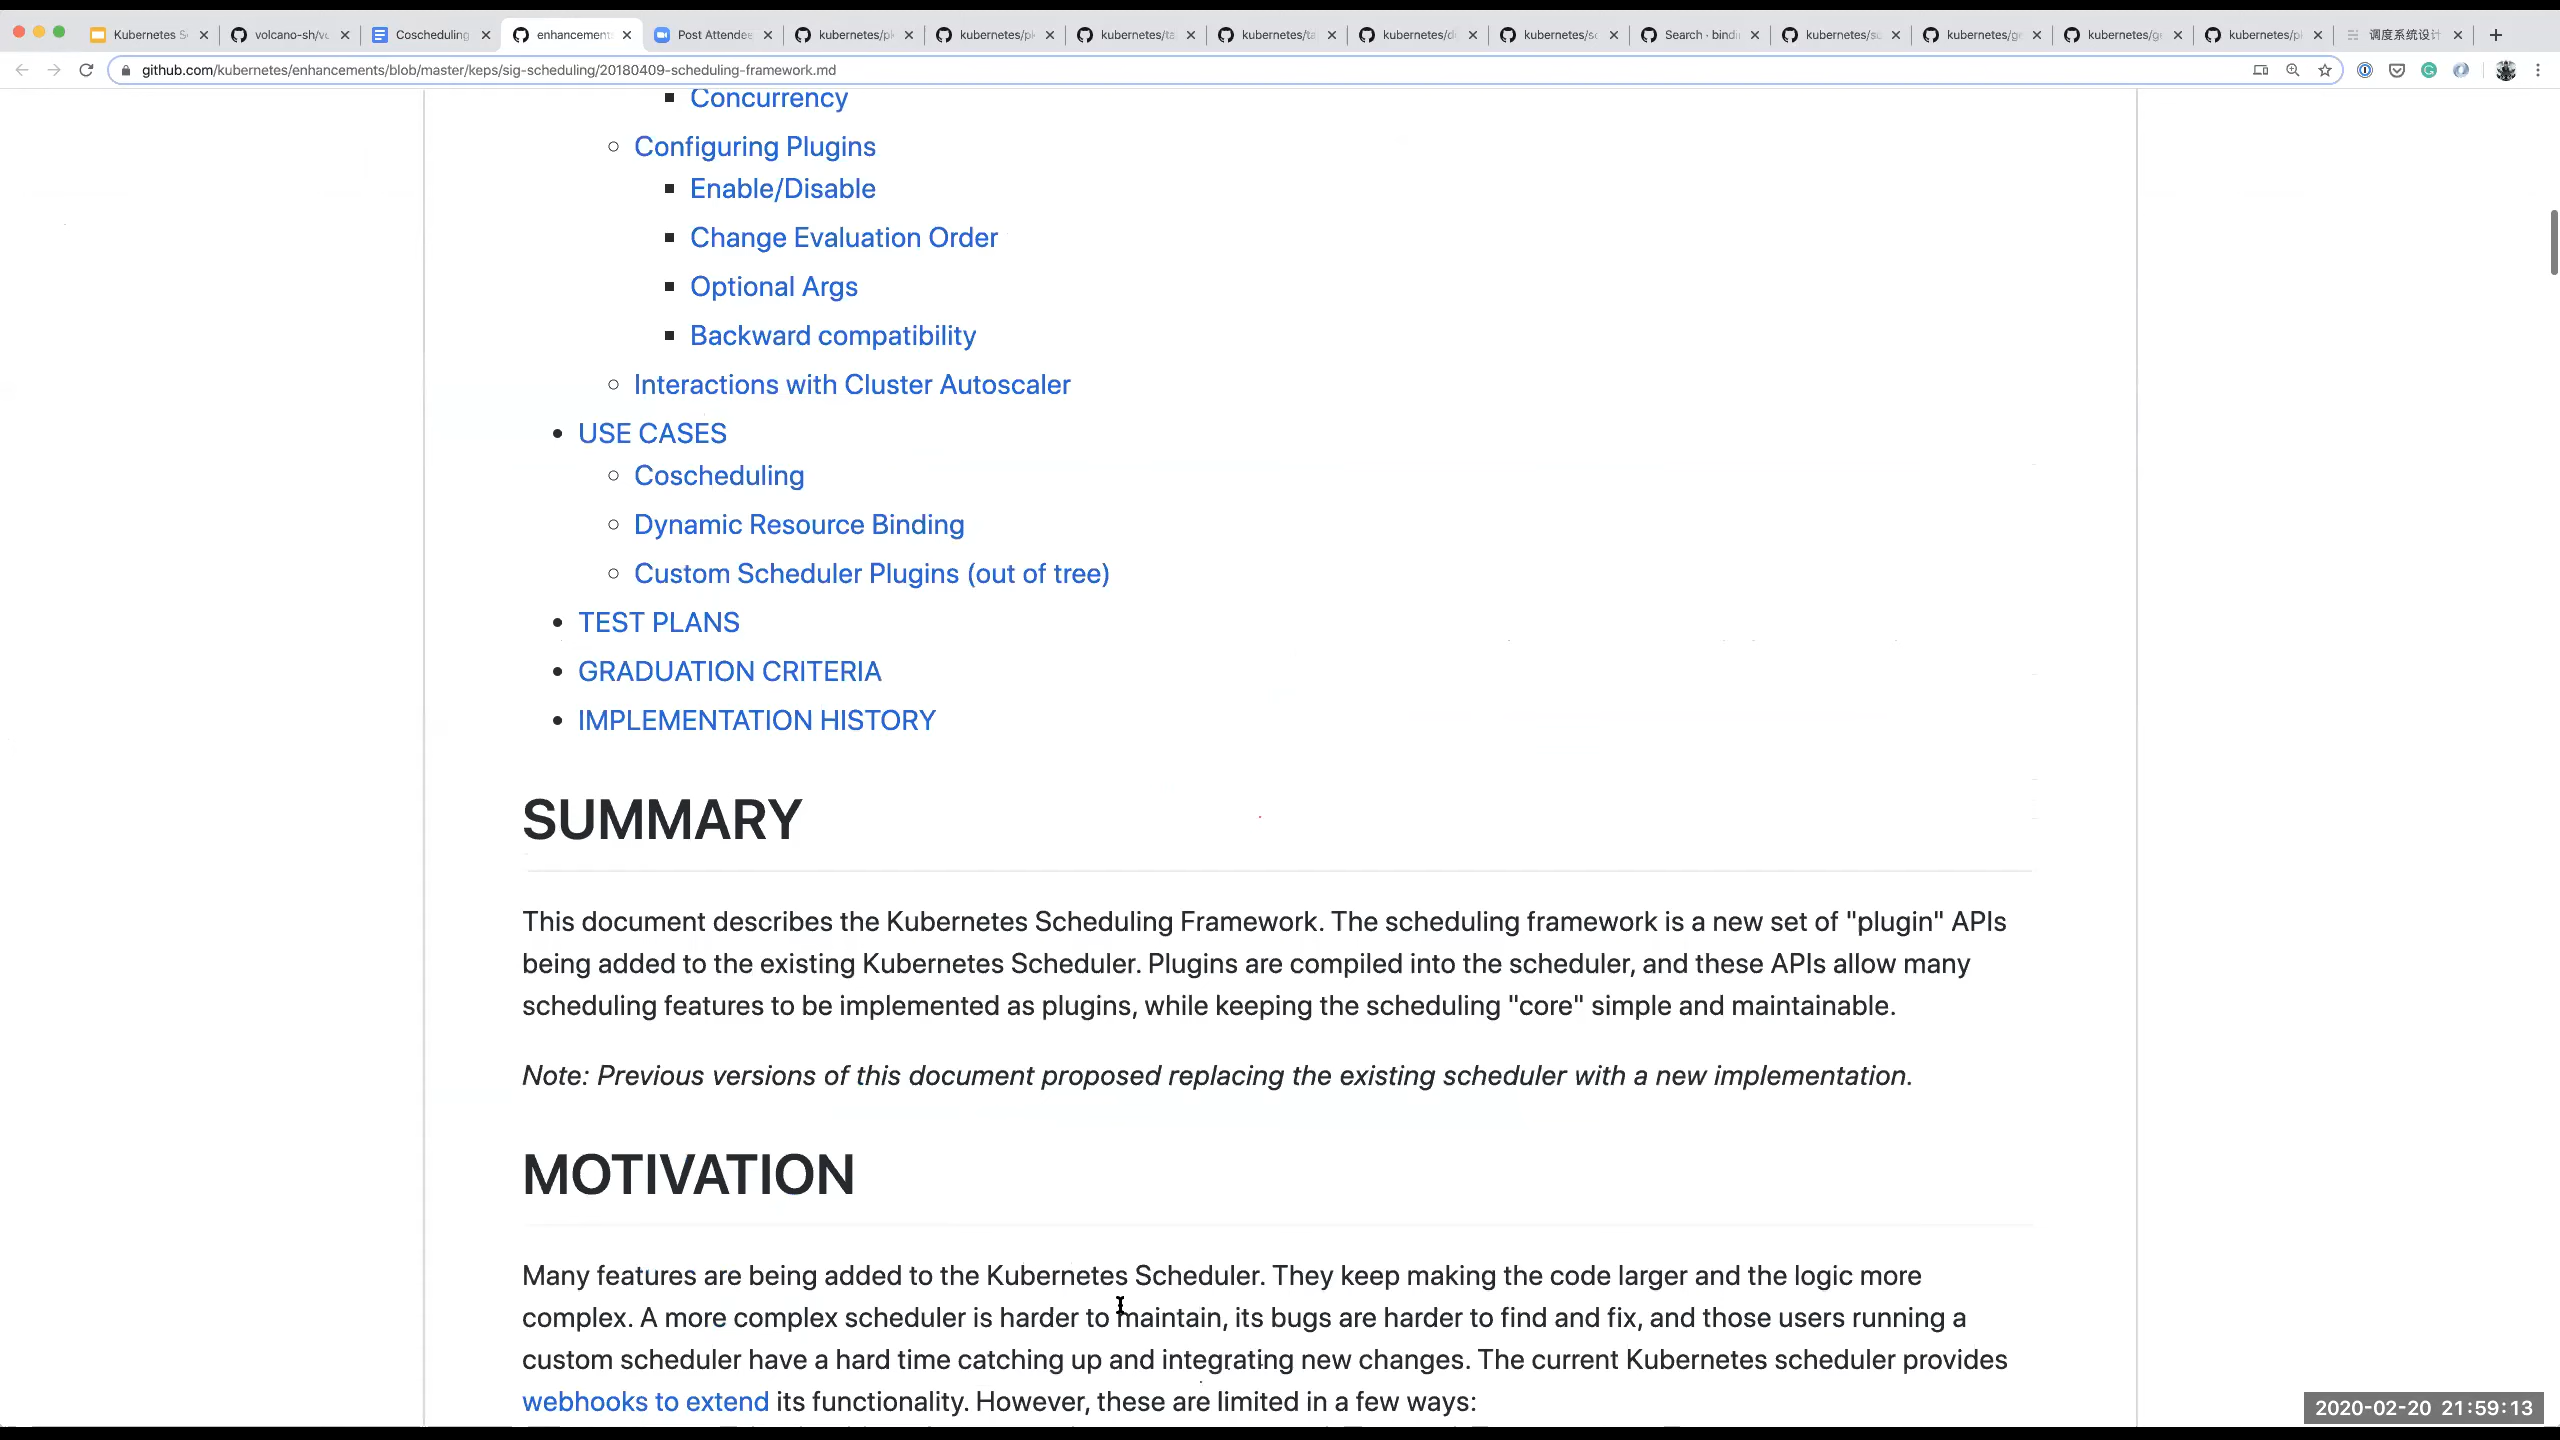 Kubernetes S
volcano-sh/vc
Coscheduling
enhancement
Post Attendee
kubernetes/pk
kubernetes/pk
kubernetes/ta
kubernetes/ta
kubernetes/d
kubernetes/sc
Search · bindi
kubernetes/su
kubernetes/ge
kubernetes/ge
kubernetes/pl
调度系统设计
github.com/kubernetes/enhancements/blob/master/keps/sig-scheduling/20180409-scheduling-framework.md
Concurrency
Configuring Plugins
Enable/Disable
Change Evaluation Order
Optional Args
Backward compatibility
Interactions with Cluster Autoscaler
USE CASES
Coscheduling
Dynamic Resource Binding
Custom Scheduler Plugins (out of tree)
TEST PLANS
GRADUATION CRITERIA
IMPLEMENTATION HISTORY
SUMMARY
This document describes the Kubernetes Scheduling Framework. The scheduling framework is a new set of "plugin" APIs
being added to the existing Kubernetes Scheduler. Plugins are compiled into the scheduler, and these APIs allow many
scheduling features to be implemented as plugins, while keeping the scheduling "core" simple and maintainable.
Note: Previous versions of this document proposed replacing the existing scheduler with a new implementation.
MOTIVATION
Many features are being added to the Kubernetes Scheduler. They keep making the code larger and the logic more
complex. A more complex scheduler is harder to maintain, its bugs are harder to find and fix, and those users running a
custom scheduler have a hard time catching up and integrating new changes. The current Kubernetes scheduler provides
webhooks to extend its functionality. However, these are limited in a few ways:
2020-02-20 21:59:13